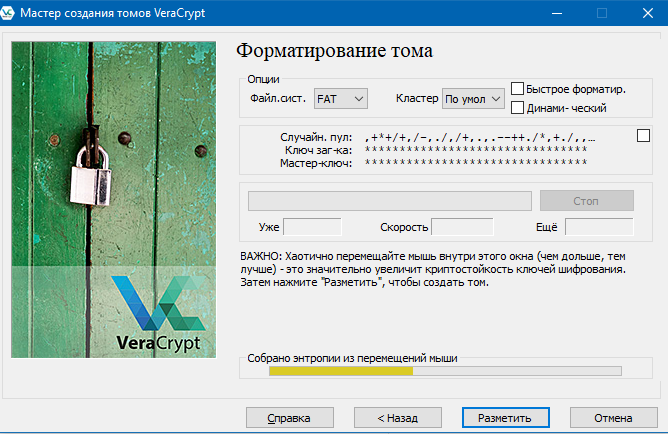 Мастер создания томов VeraCrypt
Форматирование тома
Опции
Файл.сист. FAT Кластер По умол Быстрое форматир.
Динами- ческий
Случайн. пул: ,+*+/+,/-,./,/+,.,.--++./*,+./,,…
Ключ заг-ка: ********************************
Мастер-ключ: ********************************
Стоп
Уже Скорость Ещё
ВАЖНО: Хаотично перемещайте мышь внутри этого окна (чем дольше, тем
лучше) - это значительно увеличит криптостойкость ключей шифрования.
Затем нажмите "Разметить", чтобы создать том.
VeraCrypt
Собрано энтропии из перемещений мыши
Справка < Назад Разметить Отмена